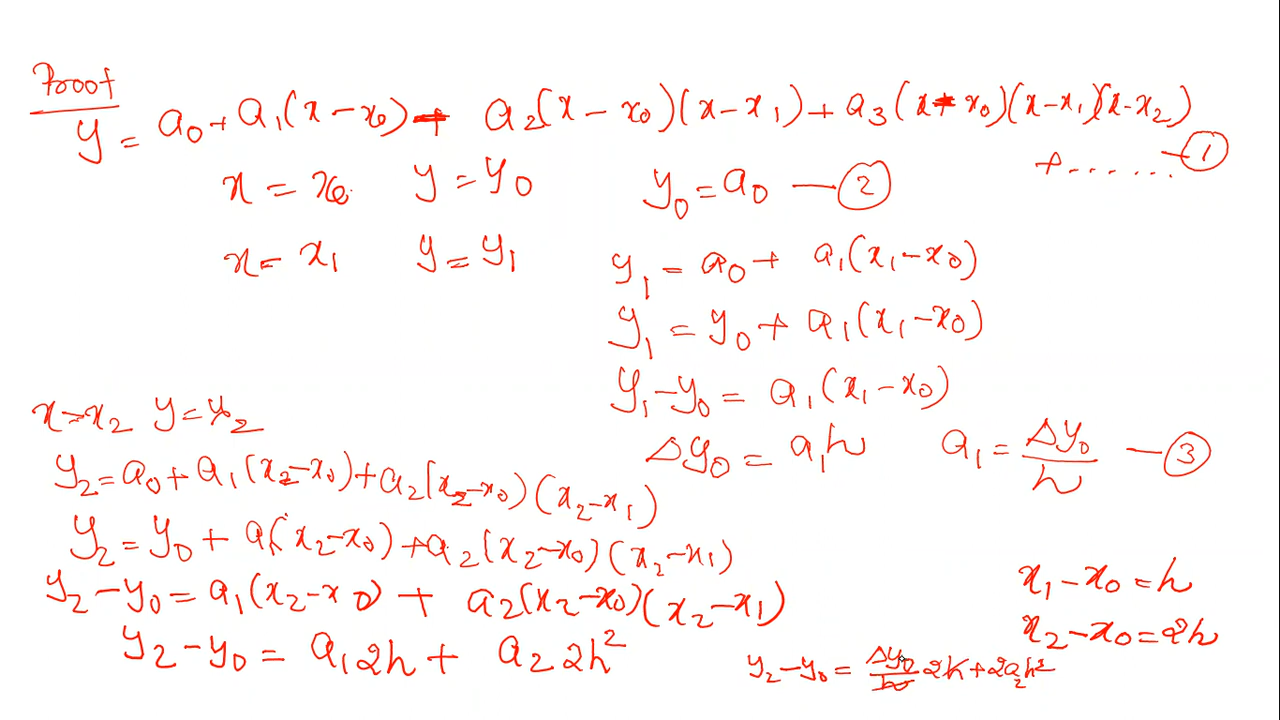 Proof
y = a₀ + a₁(x – x₀) + a₂(x – x₀)(x – x₁) + a₃(x – x₀)(x – x₁)(x – x₂)
+ . . . . . . — ①
x = x₀ y = y₀ y₀ = a₀ — ②
x = x₁ y = y₁ y₁ = a₀ + a₁(x₁ – x₀)
y₁ = y₀ + a₁(x₁ – x₀)
y₁ – y₀ = a₁(x₁ – x₀)
Δy₀ = a₁h a₁ = Δy₀/h — ③
x = x₂ y = y₂
y₂ = a₀ + a₁(x₂ – x₀) + a₂(x₂ – x₀)(x₂ – x₁)
y₂ = y₀ + a₁(x₂ – x₀) + a₂(x₂ – x₀)(x₂ – x₁)
y₂ – y₀ = a₁(x₂ – x₀) + a₂(x₂ – x₀)(x₂ – x₁)
y₂ – y₀ = a₁2h + a₂2h²
x₁ – x₀ = h
x₂ – x₀ = 2h
y₂ – y₀ = Δy₀/h 2h + 2a₂h²